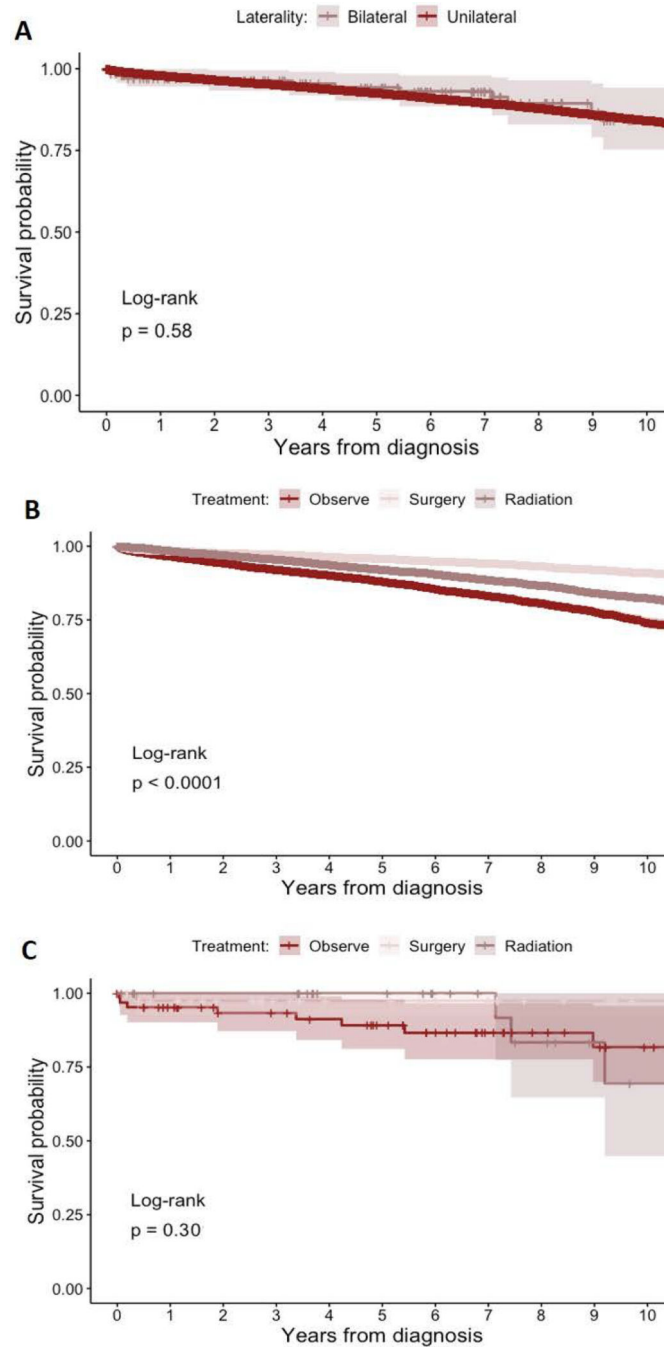 A
Laterality: Bilateral Unilateral
1.00
0.75
0.50
0.25
0.00
Survival probability
Log-rank
p = 0.58
0 1 2 3 4 5 6 7 8 9 10
Years from diagnosis
B
Treatment: Observe Surgery Radiation
1.00
0.75
0.50
0.25
0.00
Survival probability
Log-rank
p < 0.0001
0 1 2 3 4 5 6 7 8 9 10
Years from diagnosis
C
Treatment: Observe Surgery Radiation
1.00
0.75
0.50
0.25
0.00
Survival probability
Log-rank
p = 0.30
0 1 2 3 4 5 6 7 8 9 10
Years from diagnosis